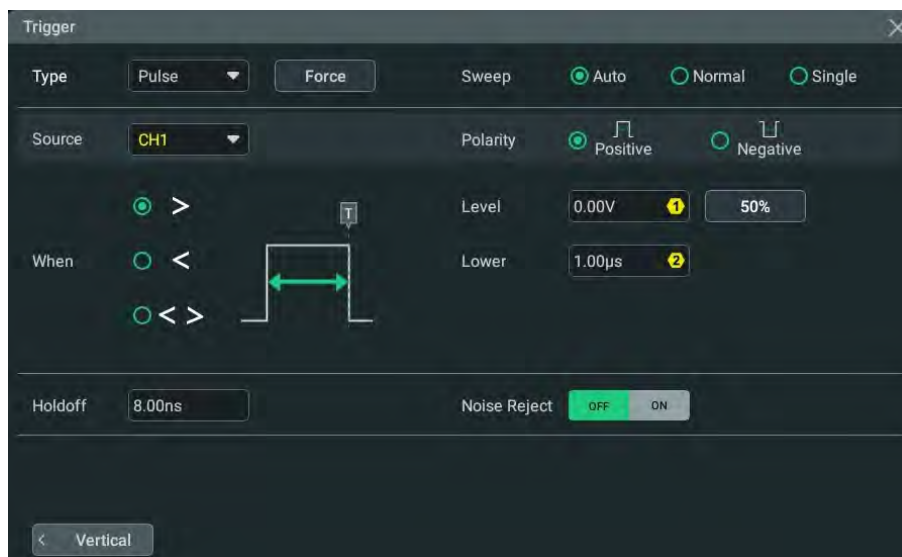 Trigger
Type Pulse Force Sweep Auto Normal Single
Source CH1 Polarity Positive Negative
>
T
Level 0.00V 1 50%
When < Lower 1.00µs 2
< >
Holdoff 8.00ns Noise Reject OFF ON
< Vertical